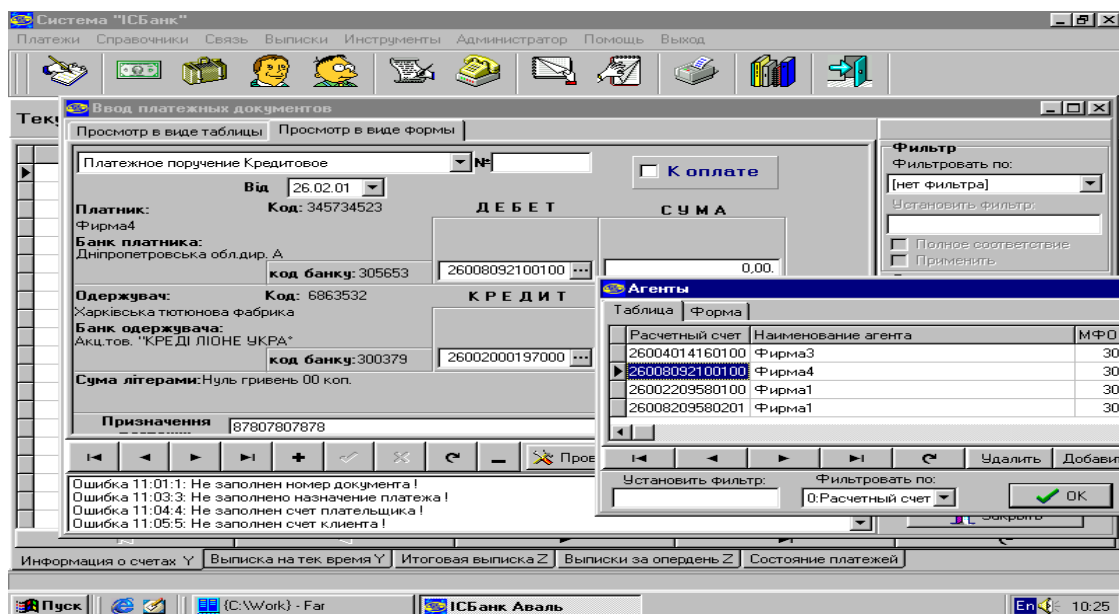 Система "ІСБанк"
Платежи Справочники Связь Выписки Инструменты Администратор Помощь Выход
Теку
Ввод платежных документов
Просмотр в виде таблицы Просмотр в виде формы
Платежное поручение Кредитовое №
К оплате
Від 26.02.01
Платник: Код: 345734523 ДЕБЕТ СУМА
Фирма4
Банк платника:
Дніпропетровська обл.дир. А
код банку: 305653 26008092100100 ... 0,00.
Одержувач: Код: 6863532 КРЕДИТ
Харківська тютюнова фабрика
Банк одержувача:
Акц.тов. "КРЕДІ ЛІОНЕ УКРА"
код банку: 300379 26002000197000 ...
Сума літерами: Нуль гривень 00 коп.
Призначення 87807807878
Пров
Ошибка 11:01:1: Не заполнен номер документа !
Ошибка 11:03:3: Не заполнено назначение платежа !
Ошибка 11:04:4: Не заполнен счет плательщика !
Ошибка 11:05:5: Не заполнен счет клиента !
Фильтр
Фильтровать по:
[нет фильтра]
Установить фильтр:
Полное соответствие
Применить
Агенты
Таблица Форма
Расчетный счет Наименование агента МФО
26004014160100 Фирма3 30
26008092100100 Фирма4 30
26002209580100 Фирма1 30
26008209580201 Фирма1 30
Удалить Добавит
Установить фильтр: Фильтровать по:
0:Расчетный счет OK
Закрыть
Информация о счетах Y Выписка на тек время Y Итоговая выписка Z Выписки за опердень Z Состояние платежей
Пуск {C:\Work} - Far ІСБанк Аваль En 10:25